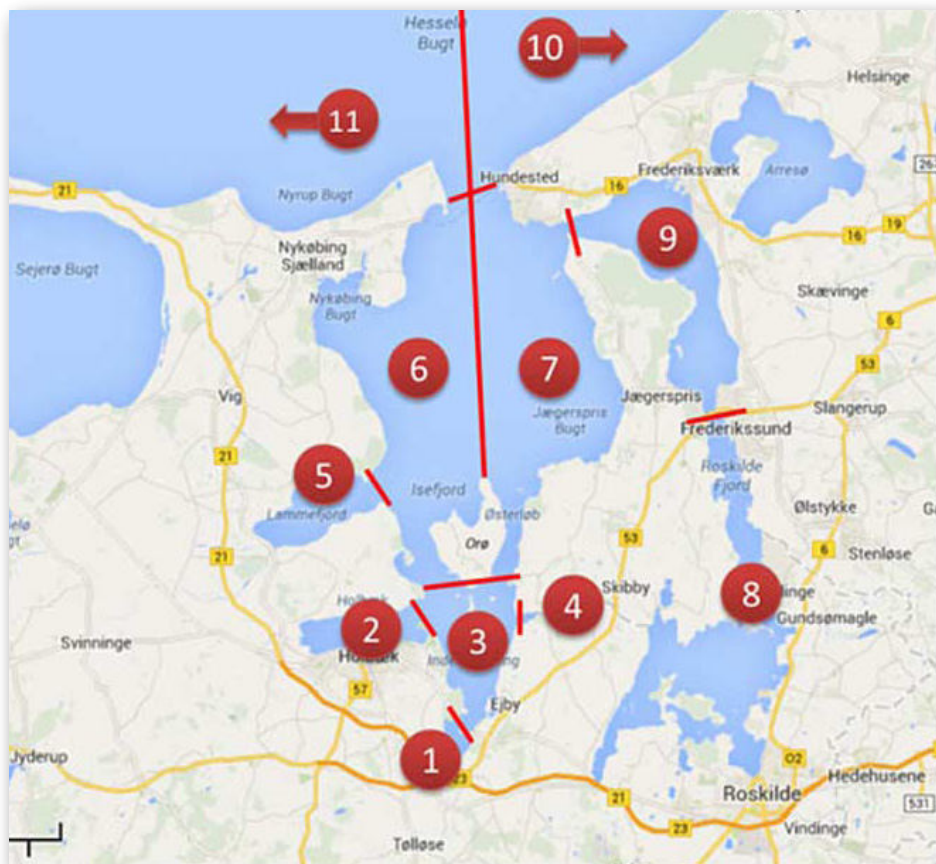 Hesselø
Bugt
10
11
Helsinge
Hundested
Frederiksværk
16
Arresø
21
Nyrup Bugt
9
19
16
Nykøbing
Sjælland
Sejerø Bugt
Nykøbing
Bugt
Skævinge
6
6
7
53
Vig
Jægerspris
Jægerspris
Bugt
Slangerup
Frederikssund
21
5
Isefjord
Roskilde
Fjord
Lammefjord
Østerløb
Ølstykke
Orø
53
6
Stenløse
21
Skibby
4
8
2
3
Gundsømagle
Svinninge
57
Ejby
1
23
Jyderup
O2
Hedehusene
Roskilde
21
531
23
Vindinge
Tølløse